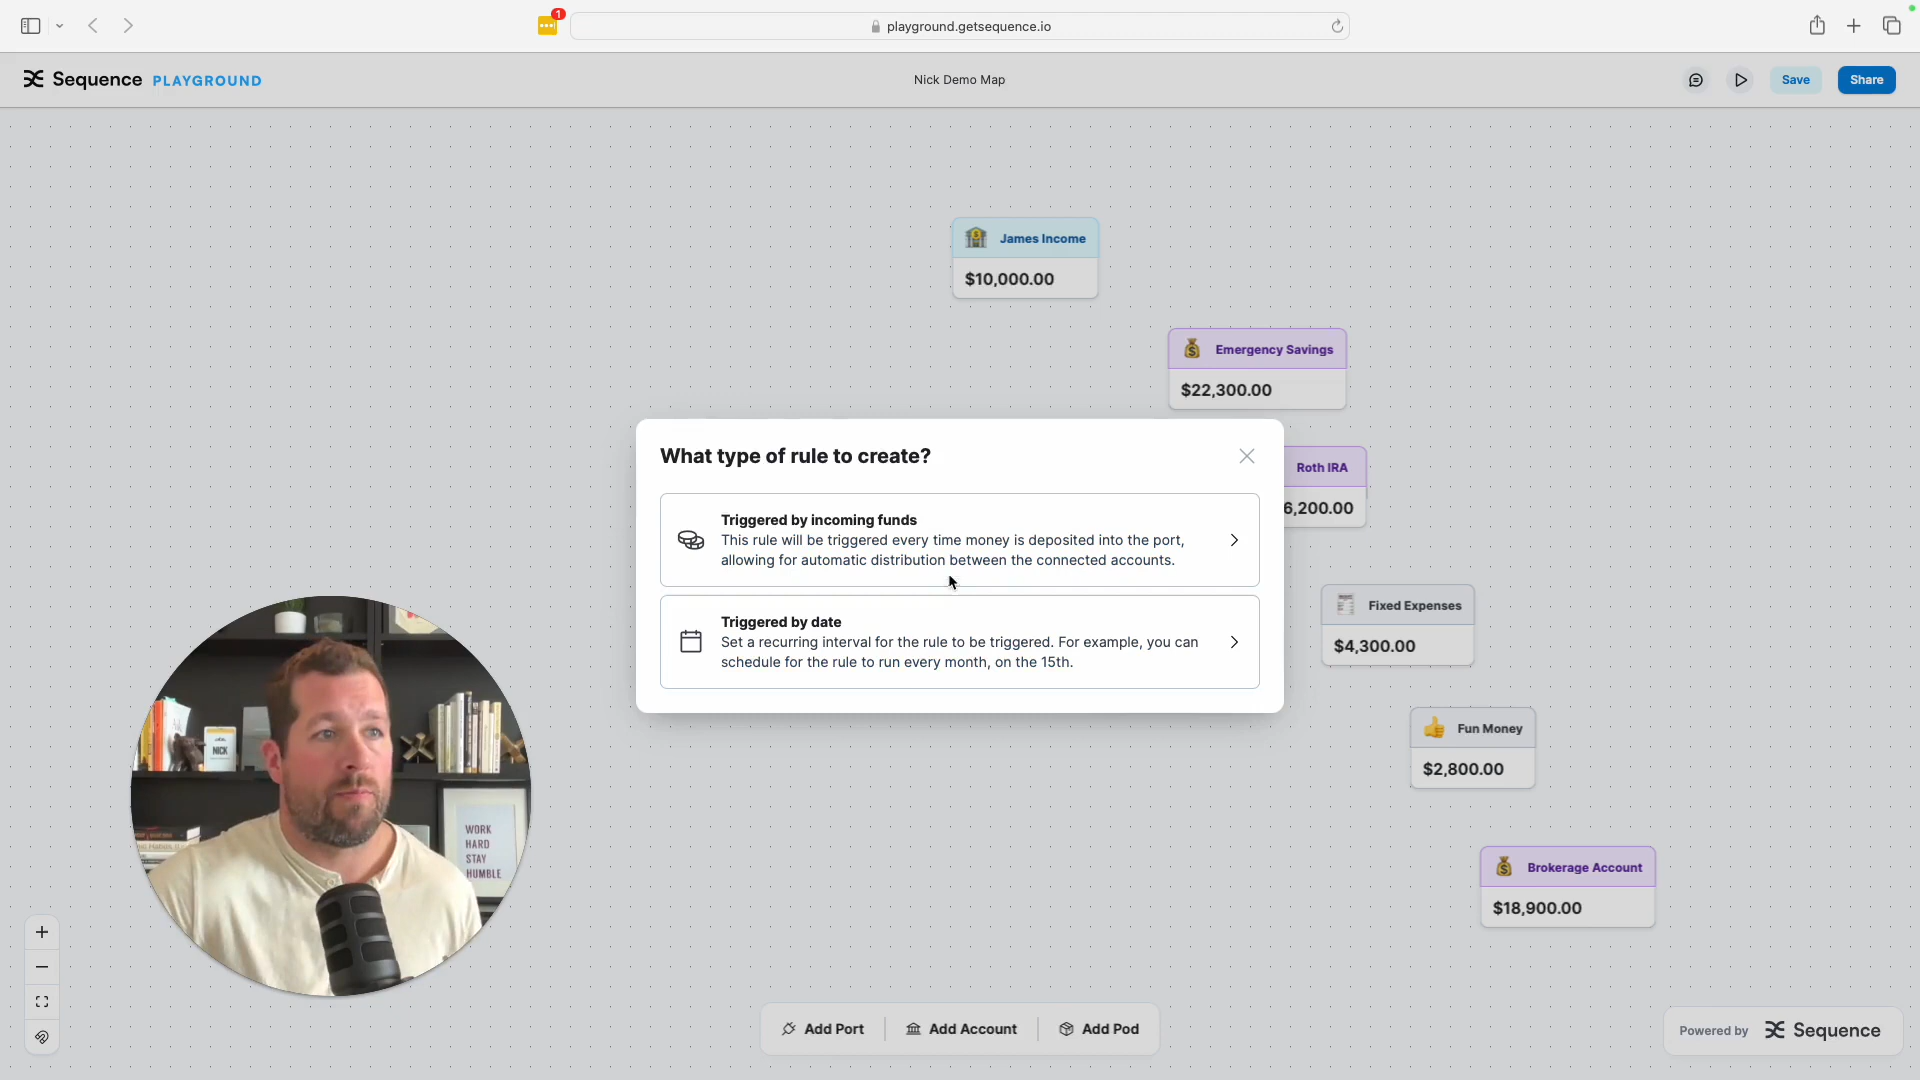 1
playground.getsequence.io
Sequence PLAYGROUND
Nick Demo Map
Save
Share
James Income
$10,000.00
Emergency Savings
$22,300.00
Roth IRA
6,200.00
What type of rule to create?
Triggered by incoming funds
This rule will be triggered every time money is deposited into the port,
allowing for automatic distribution between the connected accounts.
Triggered by date
Set a recurring interval for the rule to be triggered. For example, you can
schedule for the rule to run every month, on the 15th.
Fixed Expenses
$4,300.00
Fun Money
$2,800.00
Brokerage Account
$18,900.00
NICK
WORK
HARD
STAY
HUMBLE
Add Port
Add Account
Add Pod
Powered by Sequence